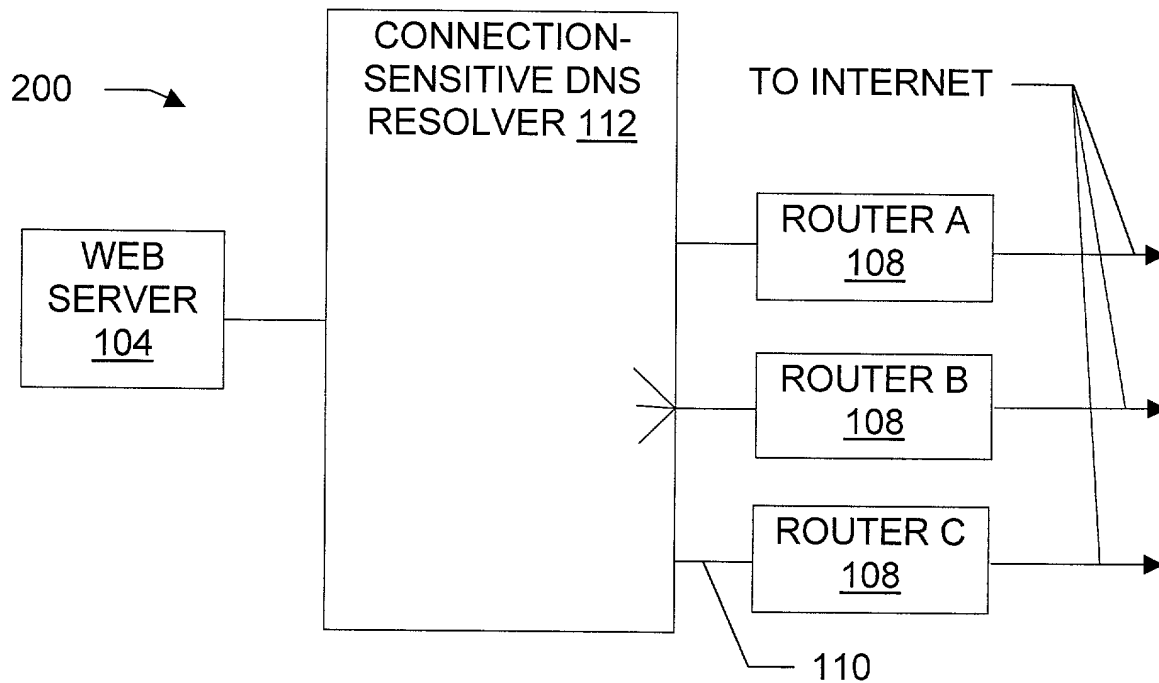 200
CONNECTION-
SENSITIVE DNS
RESOLVER 112
TO INTERNET
WEB
SERVER
104
ROUTER A
108
ROUTER B
108
ROUTER C
108
110